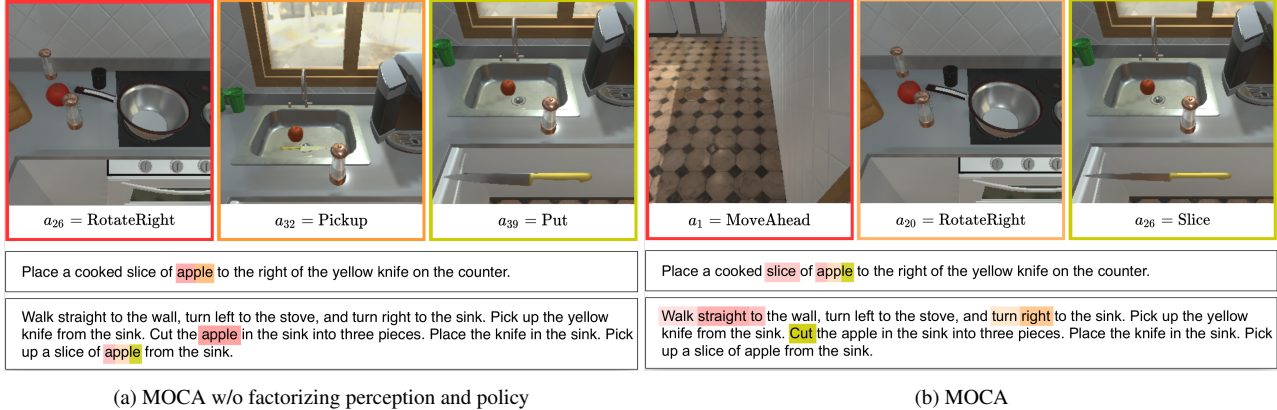 a26 = RotateRight
a32 = Pickup
a39 = Put
Place a cooked slice of apple to the right of the yellow knife on the counter.
Walk straight to the wall, turn left to the stove, and turn right to the sink. Pick up the yellow
knife from the sink. Cut the apple in the sink into three pieces. Place the knife in the sink. Pick
up a slice of apple from the sink.
(a) MOCA w/o factorizing perception and policy
a1 = MoveAhead
a20 = RotateRight
a26 = Slice
Place a cooked slice of apple to the right of the yellow knife on the counter.
Walk straight to the wall, turn left to the stove, and turn right to the sink. Pick up the yellow
knife from the sink. Cut the apple in the sink into three pieces. Place the knife in the sink. Pick
up a slice of apple from the sink.
(b) MOCA